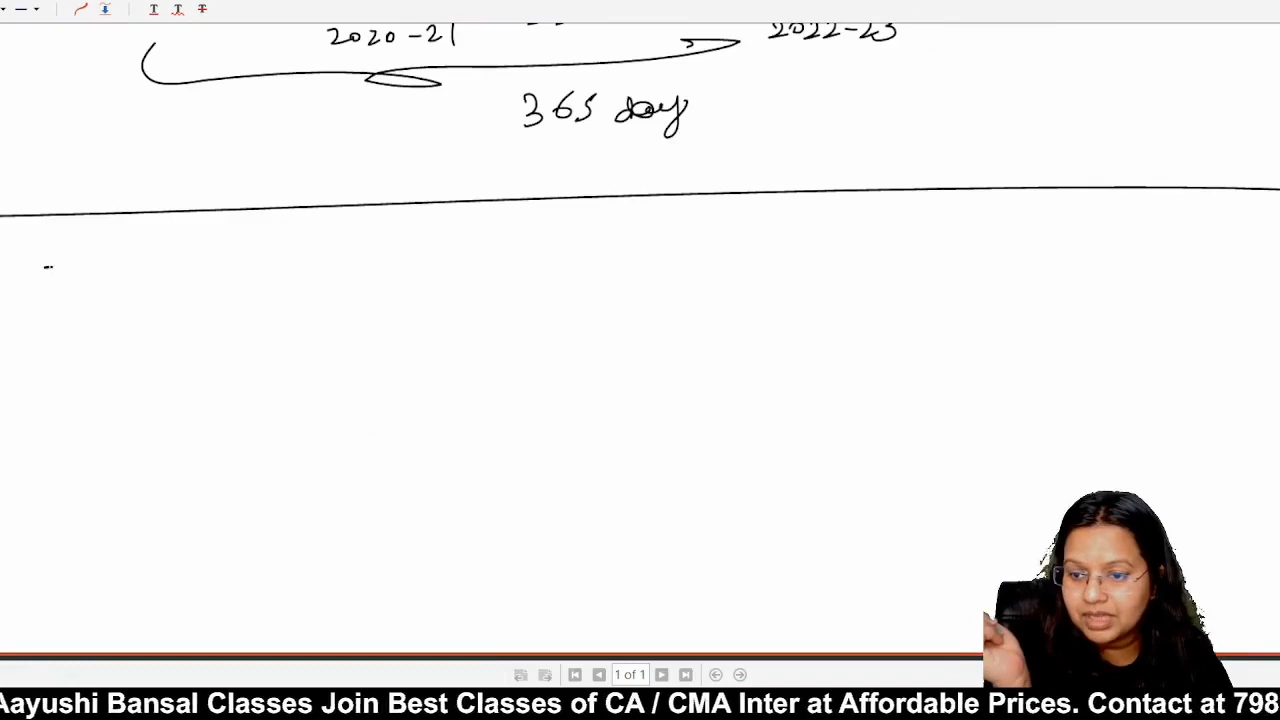 2020-21 2022-23
365 day
1 of 1
Aayushi Bansal Classes Join Best Classes of CA / CMA Inter at Affordable Prices. Contact at 798